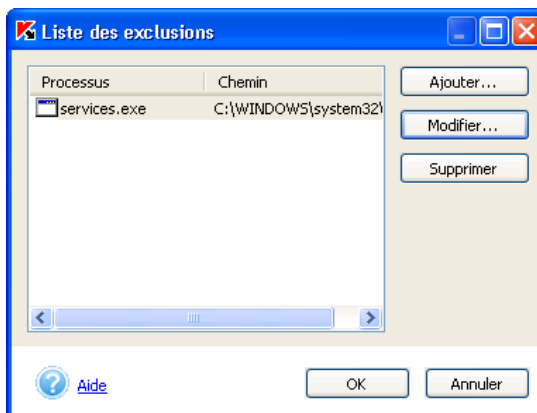 Liste des exclusions
Processus Chemin
services.exe C:\WINDOWS\system32\
Ajouter...
Modifier...
Supprimer
Aide
OK
Annuler